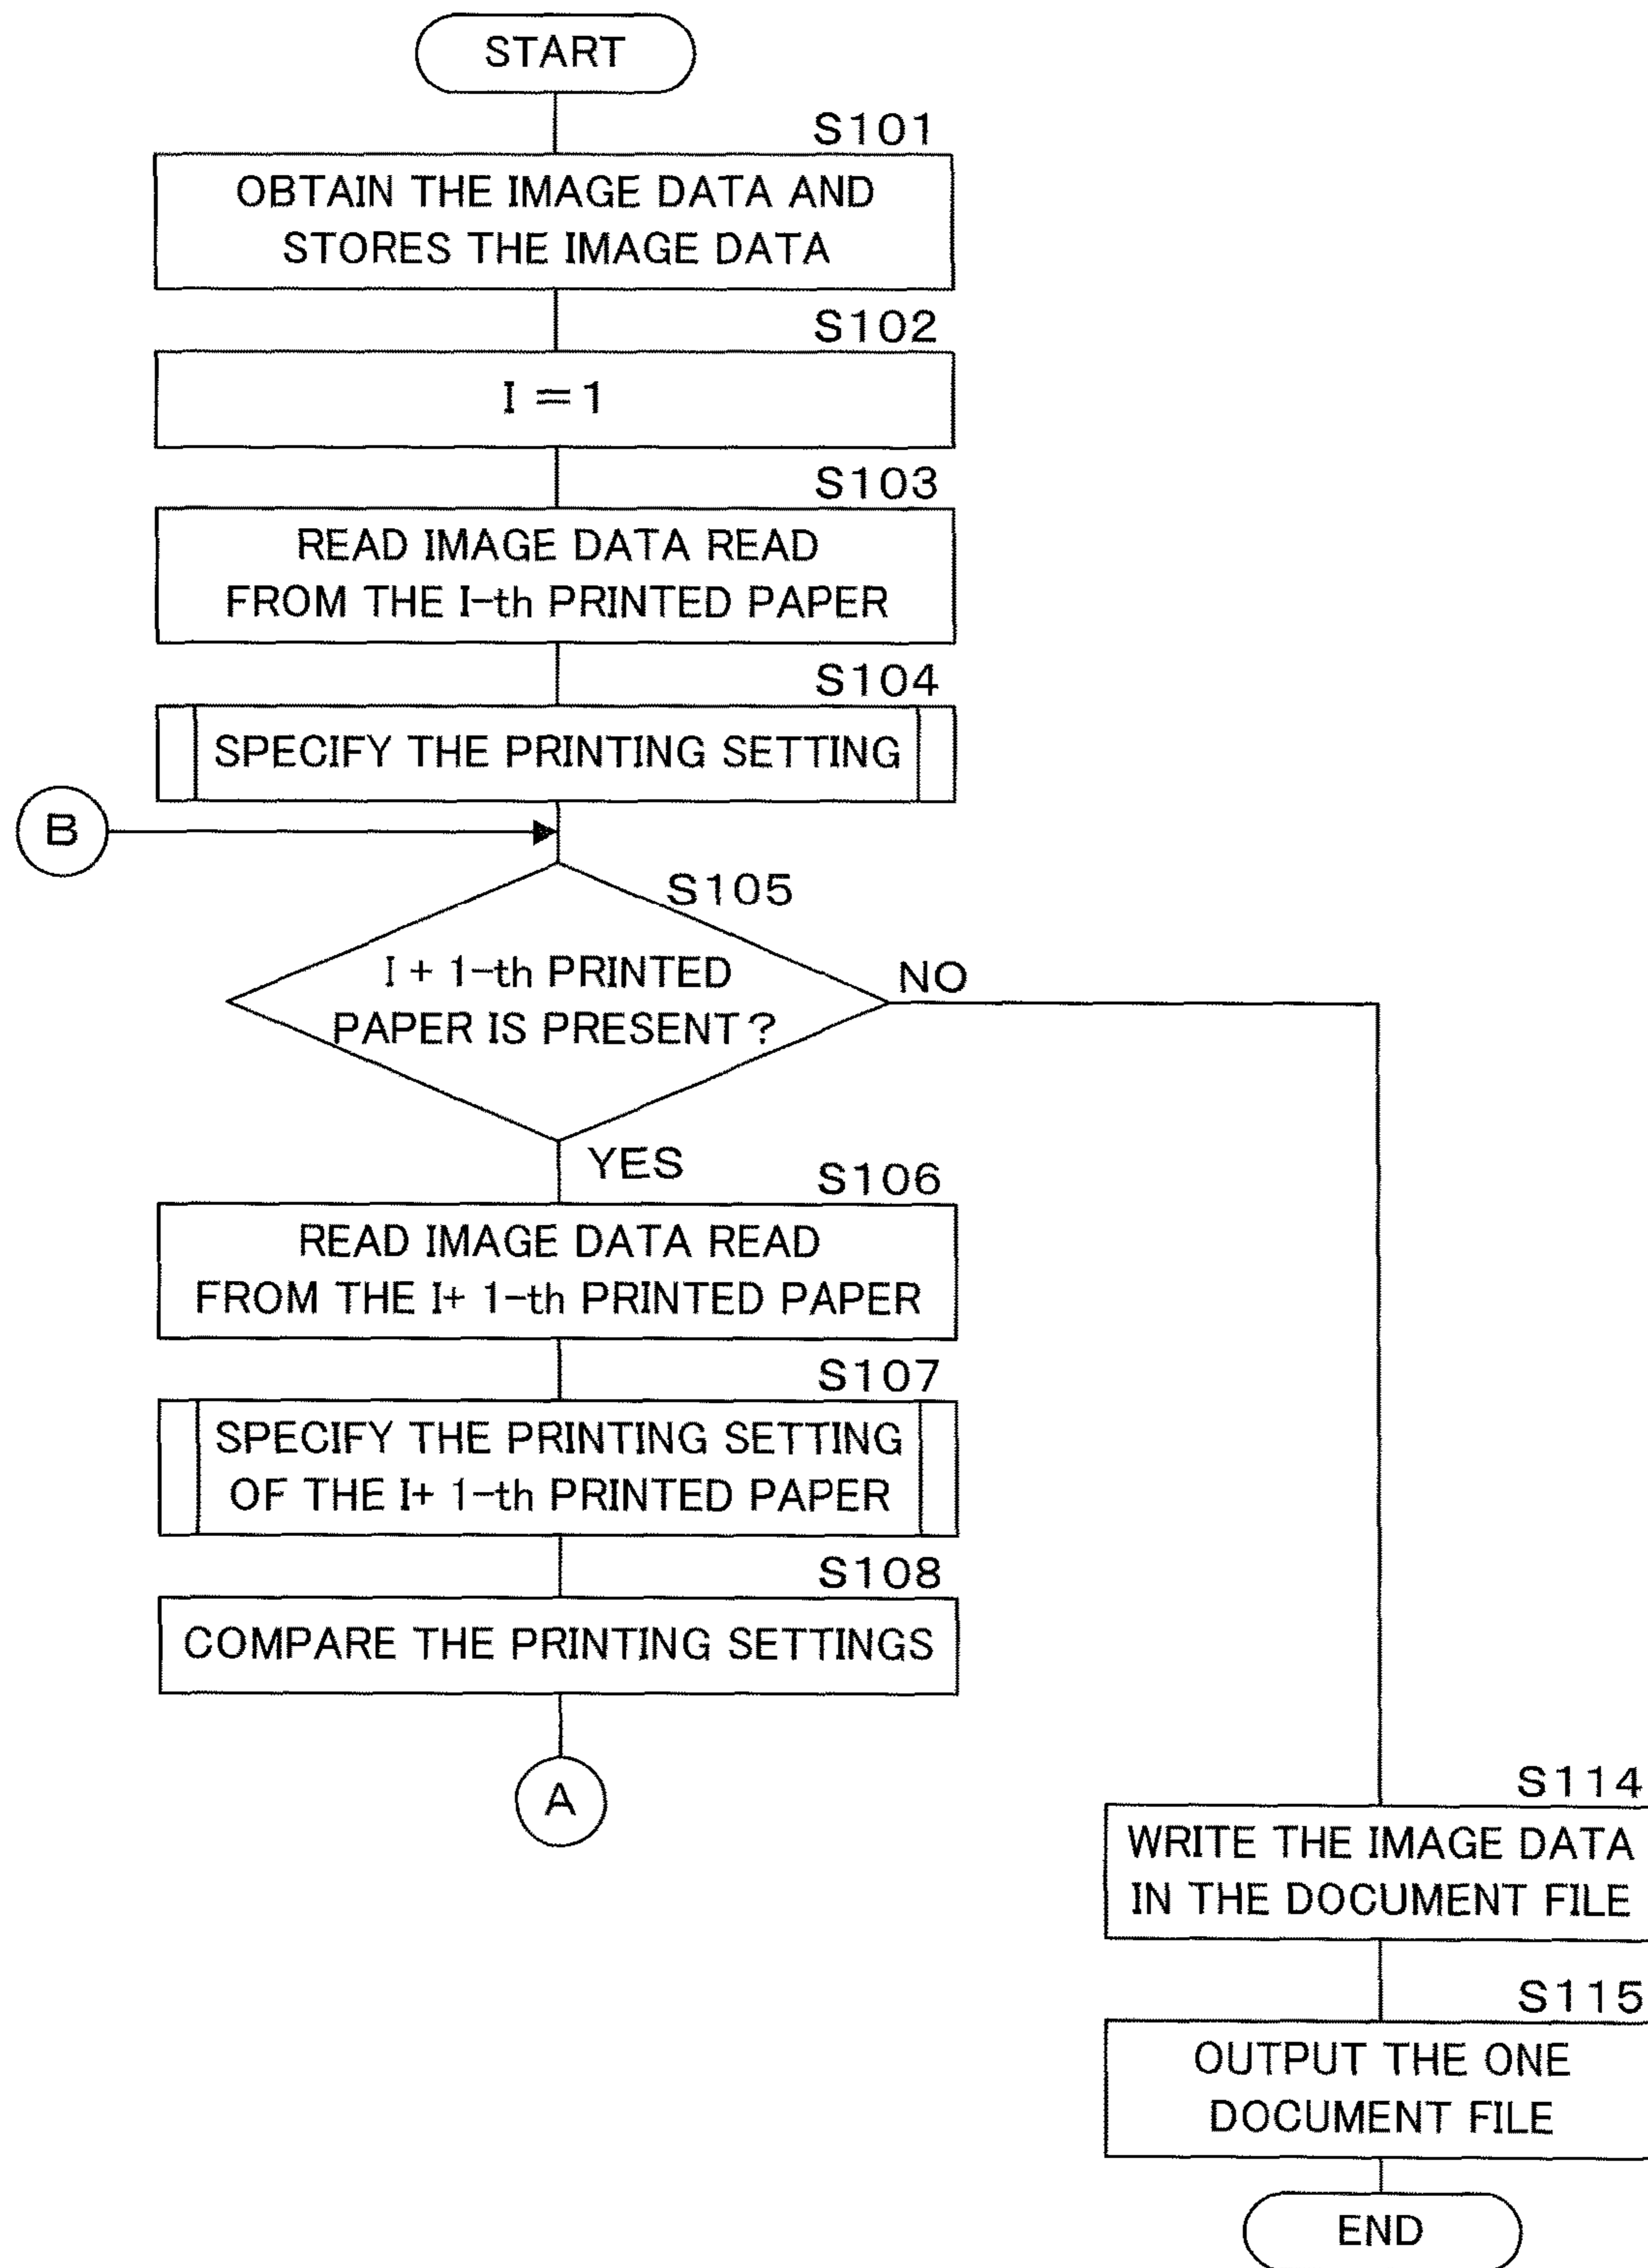 START
S101
OBTAIN THE IMAGE DATA AND
STORES THE IMAGE DATA
S102
I = 1
S103
READ IMAGE DATA READ
FROM THE I-th PRINTED PAPER
S104
SPECIFY THE PRINTING SETTING
B
S105
I + 1-th PRINTED
PAPER IS PRESENT ?
NO
YES
S106
READ IMAGE DATA READ
FROM THE I+ 1-th PRINTED PAPER
S107
SPECIFY THE PRINTING SETTING
OF THE I+ 1-th PRINTED PAPER
S108
COMPARE THE PRINTING SETTINGS
A
S114
WRITE THE IMAGE DATA
IN THE DOCUMENT FILE
S115
OUTPUT THE ONE
DOCUMENT FILE
END